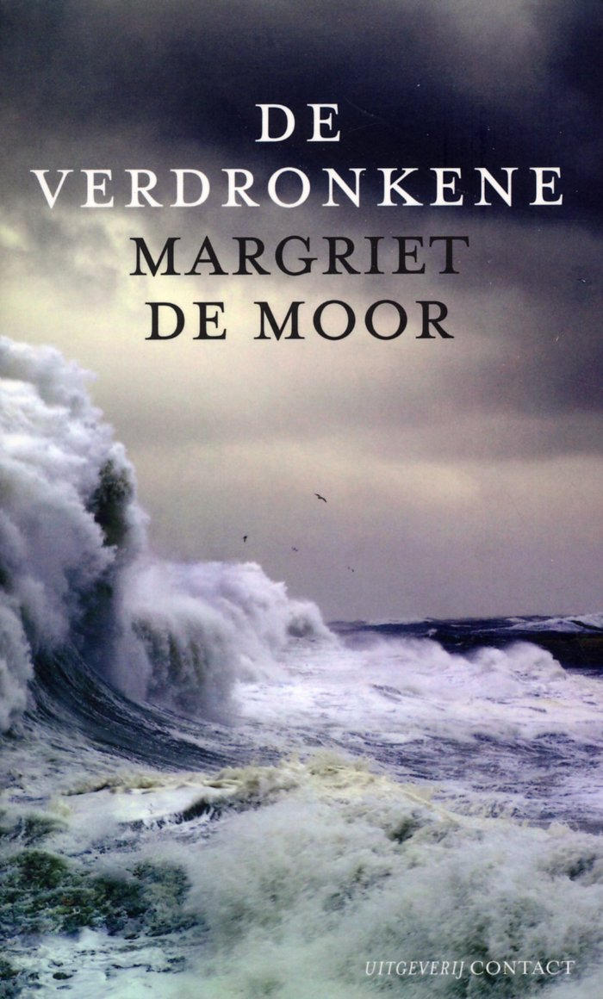 DE
VERDRONKENE
MARGRIET
DE MOOR
UITGEVERIJ CONTACT